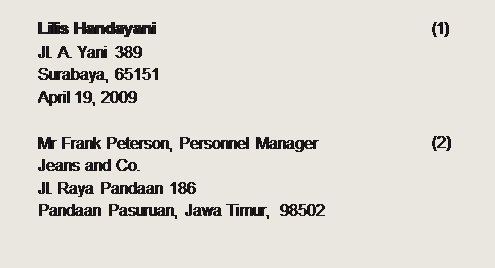 Lilis Handayani (1)
Jl. A. Yani 389
Surabaya, 65151
April 19, 2009
Mr Frank Peterson, Personnel Manager (2)
Jeans and Co.
Jl. Raya Pandaan 186
Pandaan Pasuruan, Jawa Timur, 98502